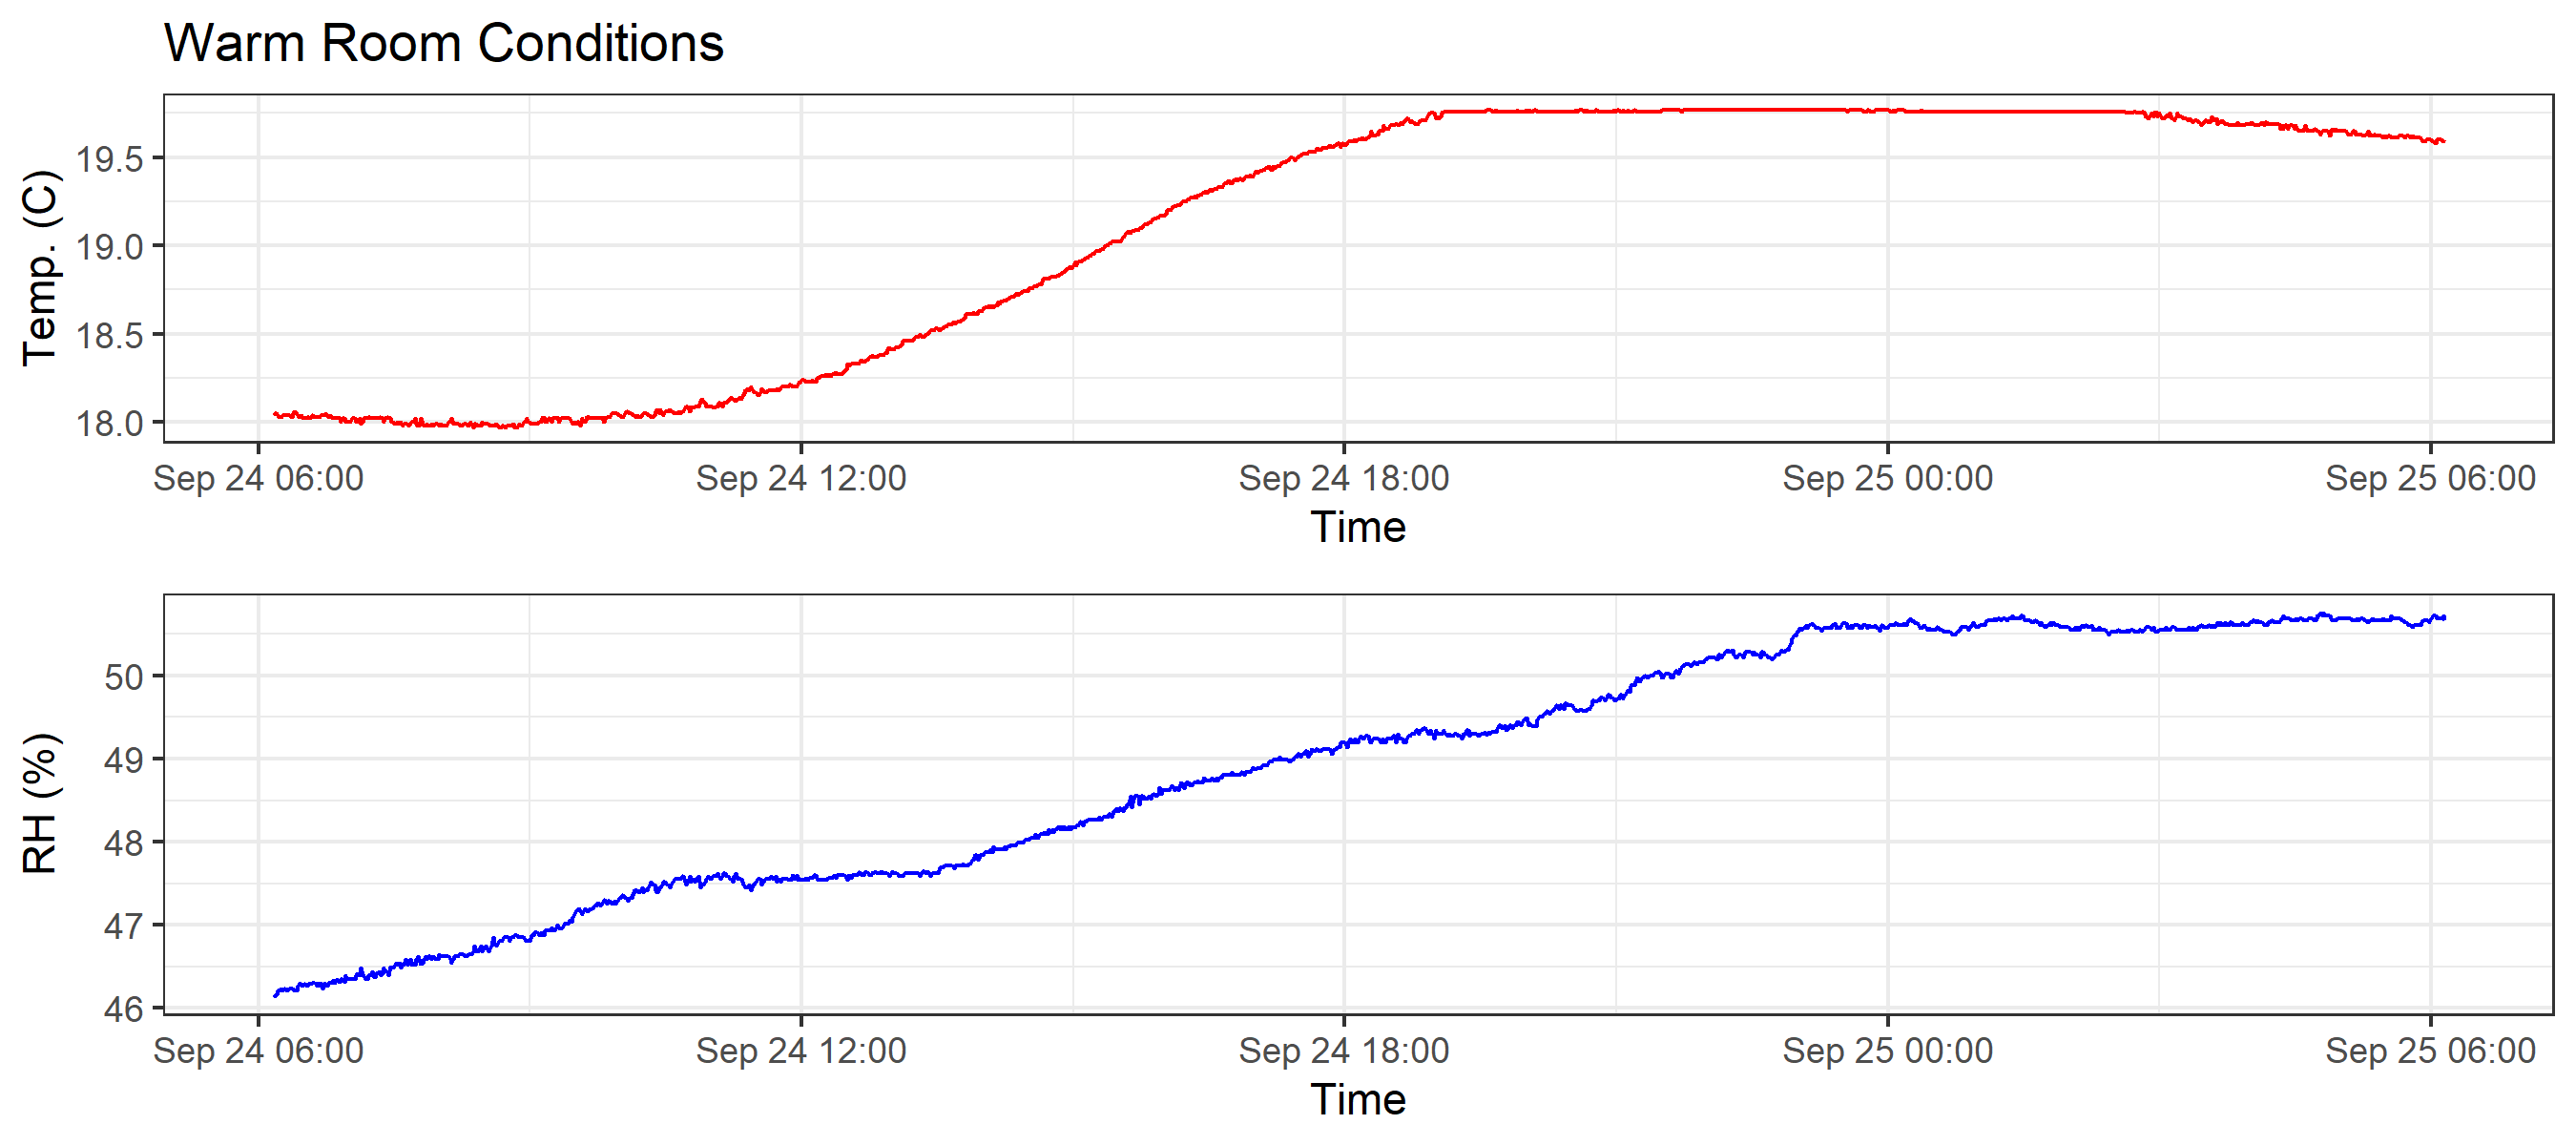 Warm Room Conditions
Temp. (C)
19.5
19.0
18.5
18.0
Sep 24 06:00 Sep 24 12:00 Sep 24 18:00 Sep 25 00:00 Sep 25 06:00
Time
RH (%)
50
49
48
47
46
Sep 24 06:00 Sep 24 12:00 Sep 24 18:00 Sep 25 00:00 Sep 25 06:00
Time